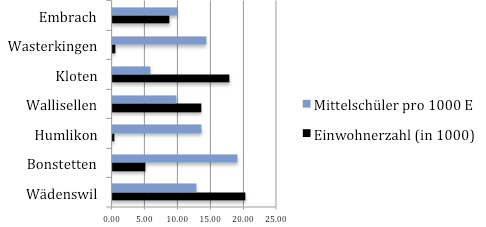 Embrach
Wasterkingen
Kloten
Wallisellen
Humlikon
Bonstetten
Wädenswil
0.00 5.00 10.00 15.00 20.00 25.00
Mittelschüler pro 1000 E
Einwohnerzahl (in 1000)